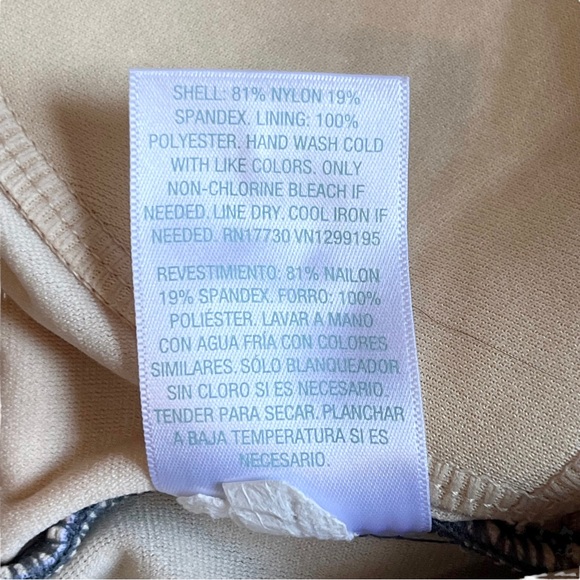 SHELL: 81% NYLON 19%
SPANDEX. LINING: 100%
POLYESTER. HAND WASH COLD
WITH LIKE COLORS. ONLY
NON-CHLORINE BLEACH IF
NEEDED. LINE DRY. COOL IRON IF
NEEDED. RN17730 VN1299195
REVESTIMIENTO: 81% NAILON
19% SPANDEX. FORRO: 100%
POLIÉSTER. LAVAR A MANO
CON AGUA FRÍA CON COLORES
SIMILARES. SÓLO BLANQUEADOR
SIN CLORO SI ES NECESARIO.
TENDER PARA SECAR. PLANCHAR
A BAJA TEMPERATURA SI ES
NECESARIO.